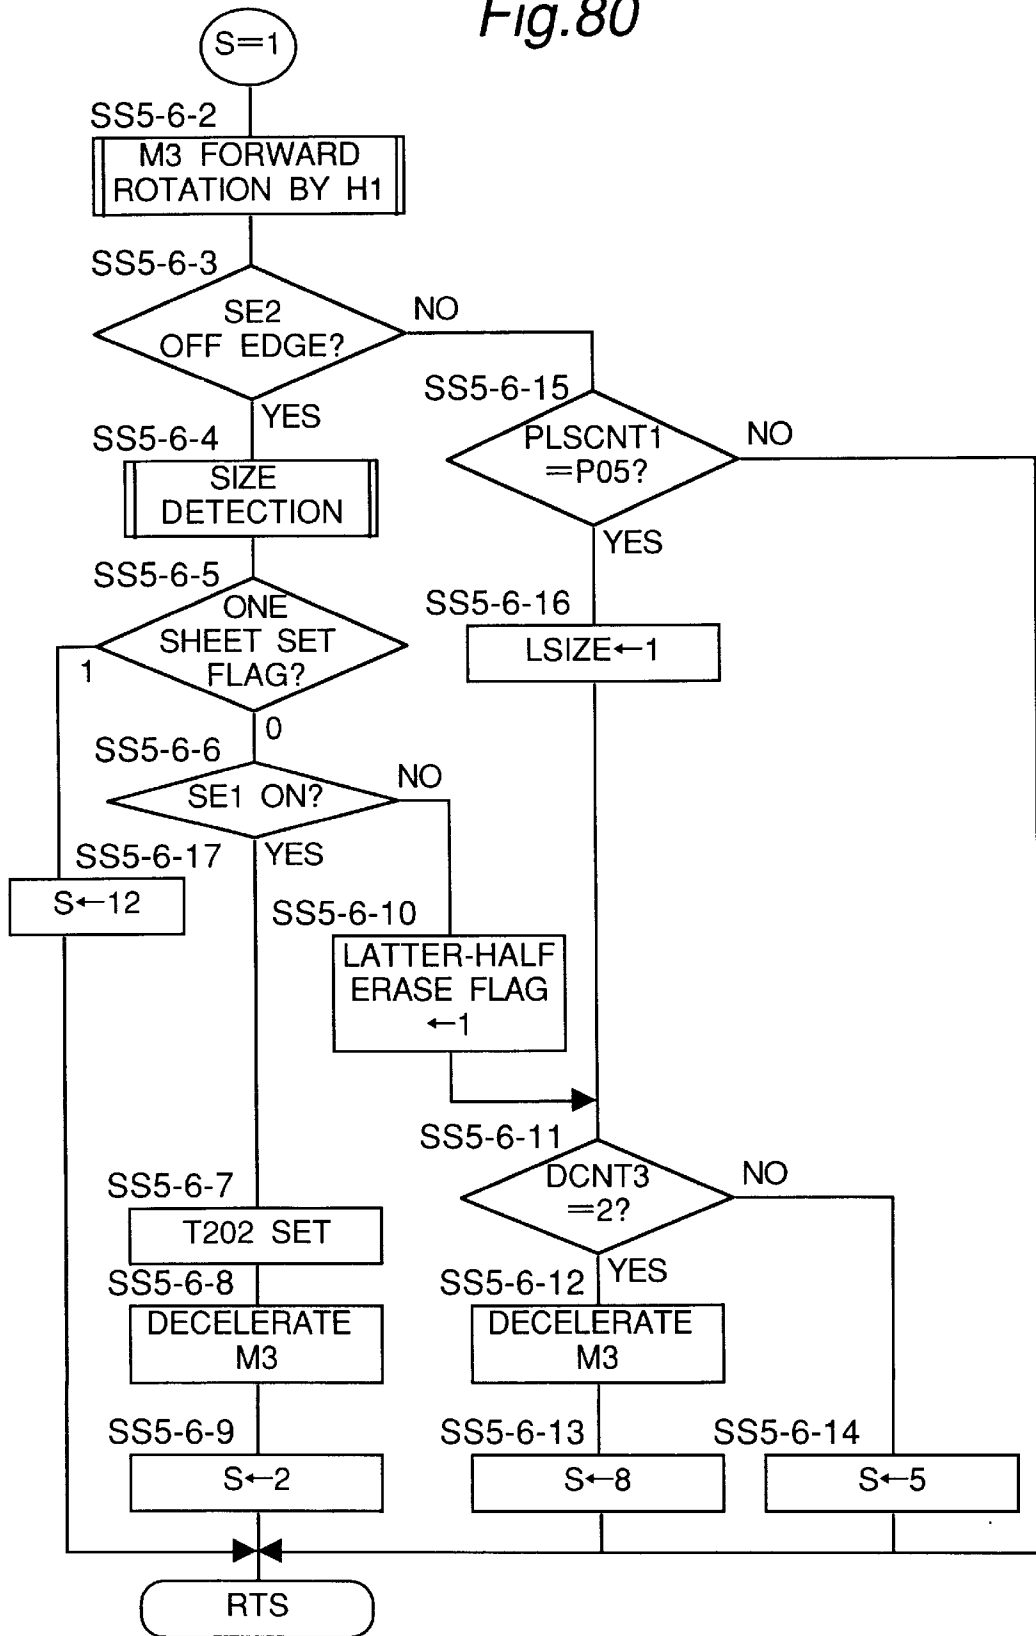 Fig.80
S=1
SS5-6-2
M3 FORWARD
ROTATION BY H1
SS5-6-3
SE2
OFF EDGE?
NO
YES
SS5-6-15
PLSCNT1
=P05?
NO
YES
SS5-6-4
SIZE
DETECTION
SS5-6-5
ONE
SHEET SET
FLAG?
1
0
SS5-6-16
LSIZE←1
SS5-6-6
SE1 ON?
NO
YES
SS5-6-17
S←12
SS5-6-10
LATTER-HALF
ERASE FLAG
←1
SS5-6-11
DCNT3
=2?
NO
YES
SS5-6-7
T202 SET
SS5-6-8
DECELERATE
M3
SS5-6-12
DECELERATE
M3
SS5-6-9
S←2
SS5-6-13
S←8
SS5-6-14
S←5
RTS